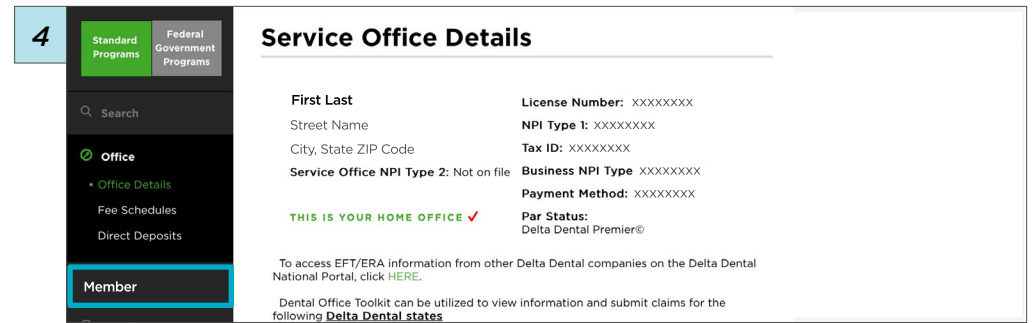 4
Standard
Programs
Federal
Government
Programs
Search
Office
• Office Details
Fee Schedules
Direct Deposits
Member
Service Office Details
First Last
Street Name
City, State ZIP Code
Service Office NPI Type 2: Not on file
THIS IS YOUR HOME OFFICE ✓
License Number: XXXXXXXX
NPI Type 1: XXXXXXXX
Tax ID: XXXXXXXX
Business NPI Type XXXXXXXX
Payment Method: XXXXXXXX
Par Status:
Delta Dental Premier©
To access EFT/ERA information from other Delta Dental companies on the Delta Dental
National Portal, click HERE.
Dental Office Toolkit can be utilized to view information and submit claims for the
following Delta Dental states